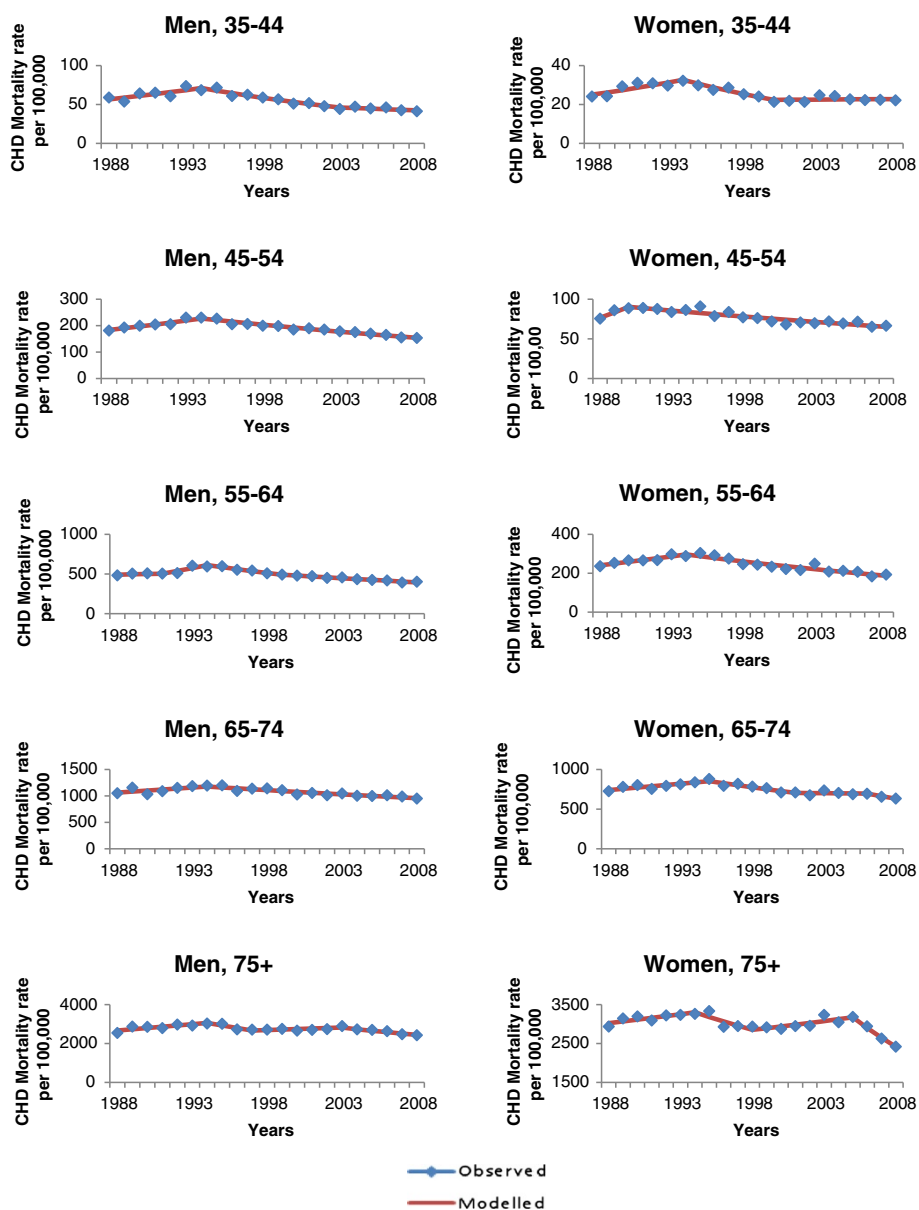 Men, 35-44
CHD Mortality rate
per 100,000
100
50
0
1988 1993 1998 2003 2008
Years
Women, 35-44
CHD Mortality rate
per 100,000
40
20
0
1988 1993 1998 2003 2008
Years
Men, 45-54
CHD Mortality rate
per 100,000
300
200
100
0
1988 1993 1998 2003 2008
Years
Women, 45-54
CHD Mortality rate
per 100,00
100
50
0
1988 1993 1998 2003 2008
Years
Men, 55-64
CHD Mortality rate
per 100,000
1000
500
0
1988 1993 1998 2003 2008
Years
Women, 55-64
CHD Mortality rate
per 100,000
400
200
0
1988 1993 1998 2003 2008
Years
Men, 65-74
CHD Mortality rate
per 100,000
1500
1000
500
0
1988 1993 1998 2003 2008
Years
Women, 65-74
CHD Mortality rate
per 100,000
1000
500
0
1988 1993 1998 2003 2008
Years
Men, 75+
CHD Mortality rate
per 100,000
4000
2000
0
1988 1993 1998 2003 2008
Years
Women, 75+
CHD Mortality rate
per 100,000
3500
2500
1500
1988 1993 1998 2003 2008
Years
Observed
Modelled